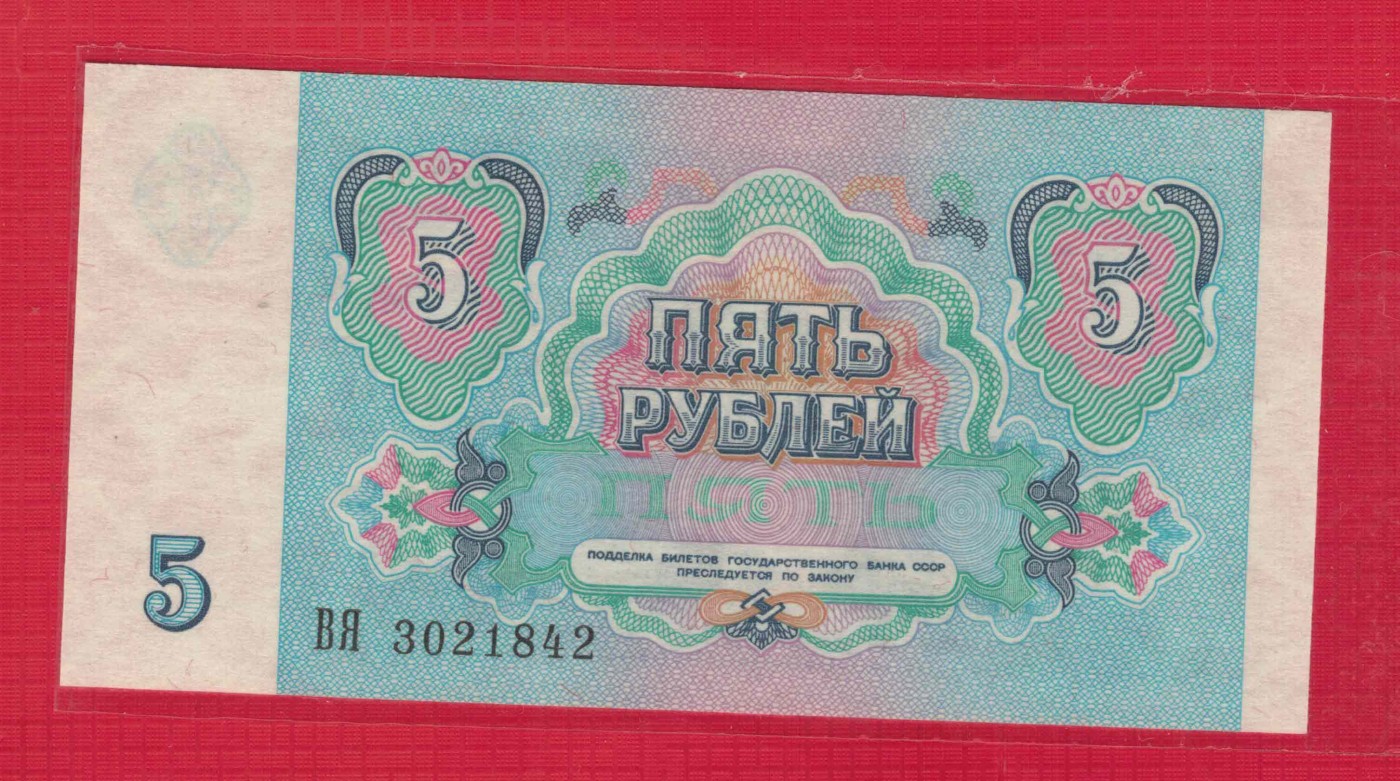 5
5
ПЯТЬ
РУБЛЕЙ
ПЯТЬ
ПОДДЕЛКА БИЛЕТОВ ГОСУДАРСТВЕННОГО БАНКА СССР
ПРЕСЛЕДУЕТСЯ ПО ЗАКОНУ
5
ВЯ 3021842